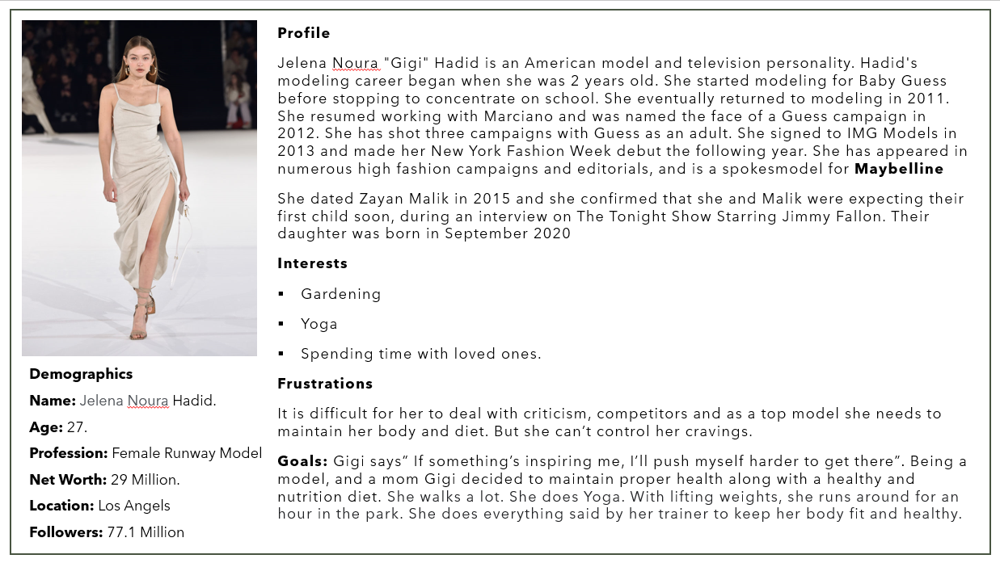 Profile
Jelena Noura "Gigi" Hadid is an American model and television personality. Hadid's
modeling career began when she was 2 years old. She started modeling for Baby Guess
before stopping to concentrate on school. She eventually returned to modeling in 2011.
She resumed working with Marciano and was named the face of a Guess campaign in
2012. She has shot three campaigns with Guess as an adult. She signed to IMG Models in
2013 and made her New York Fashion Week debut the following year. She has appeared in
numerous high fashion campaigns and editorials, and is a spokesmodel for Maybelline
She dated Zayan Malik in 2015 and she confirmed that she and Malik were expecting their
first child soon, during an interview on The Tonight Show Starring Jimmy Fallon. Their
daughter was born in September 2020
Interests
▪ Gardening
▪ Yoga
▪ Spending time with loved ones.
Frustrations
It is difficult for her to deal with criticism, competitors and as a top model she needs to
maintain her body and diet. But she can’t control her cravings.
Goals: Gigi says” If something’s inspiring me, I’ll push myself harder to get there”. Being a
model, and a mom Gigi decided to maintain proper health along with a healthy and
nutrition diet. She walks a lot. She does Yoga. With lifting weights, she runs around for an
hour in the park. She does everything said by her trainer to keep her body fit and healthy.
Demographics
Name: Jelena Noura Hadid.
Age: 27.
Profession: Female Runway Model
Net Worth: 29 Million.
Location: Los Angels
Followers: 77.1 Million